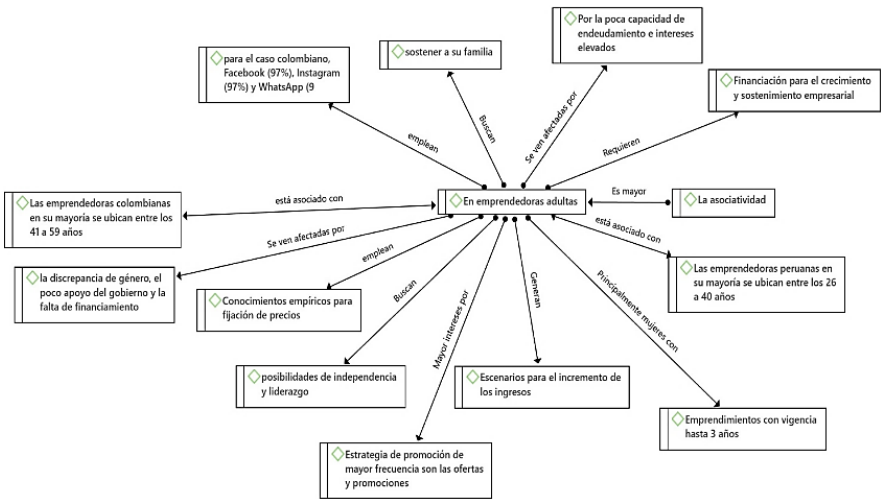 Por la poca capacidad de
endeudamiento e intereses
elevados
sostener a su familia
para el caso colombiano,
Facebook (97%), Instagram
(97%) y WhatsApp (9
Financiación para el crecimiento
y sostenimiento empresarial
emplean
Buscan
Se ven afectadas por
Requieren
Las emprendedoras colombianas
en su mayoría se ubican entre los
41 a 59 años
está asociado con
En emprendedoras adultas
Es mayor
La asociatividad
Se ven afectadas por
emplean
está asociado con
la discrepancia de género, el
poco apoyo del gobierno y la
falta de financiamiento
Conocimientos empíricos para
fijación de precios
Buscan
Mayor intereses por
Generan
Principalmente mujeres con
Las emprendedoras peruanas en
su mayoría se ubican entre los 26
a 40 años
posibilidades de independencia
y liderazgo
Escenarios para el incremento de
los ingresos
Emprendimientos con vigencia
hasta 3 años
Estrategia de promoción de
mayor frecuencia son las ofertas
y promociones